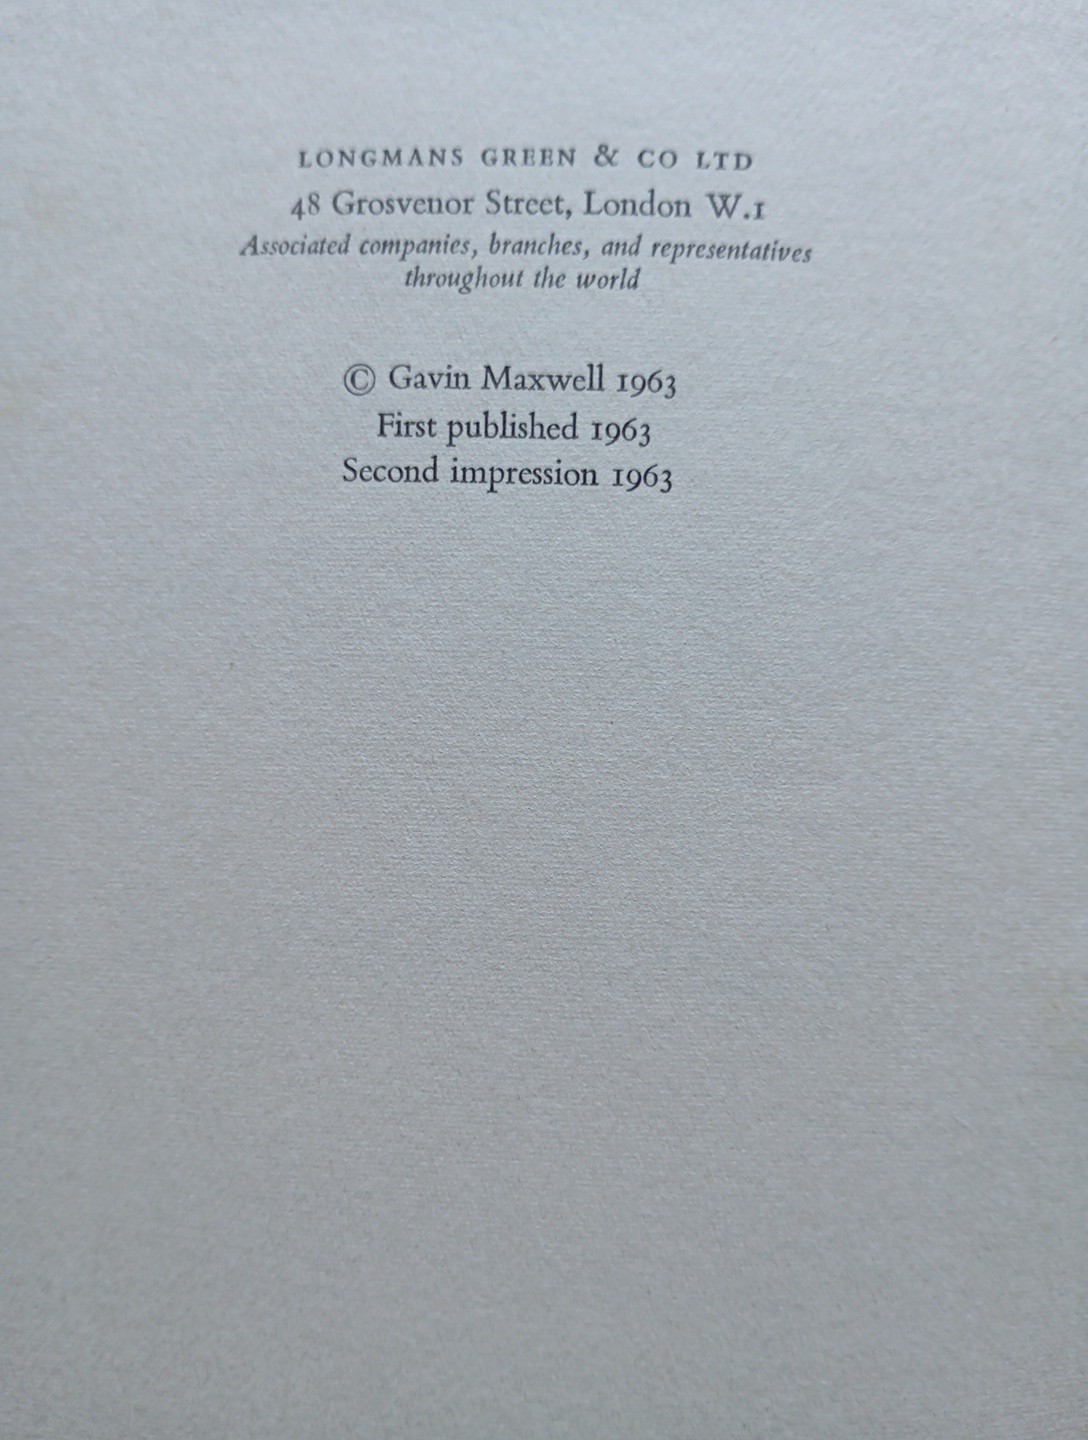 LONGMANS GREEN & CO LTD
48 Grosvenor Street, London W.1
Associated companies, branches, and representatives
throughout the world
© Gavin Maxwell 1963
First published 1963
Second impression 1963